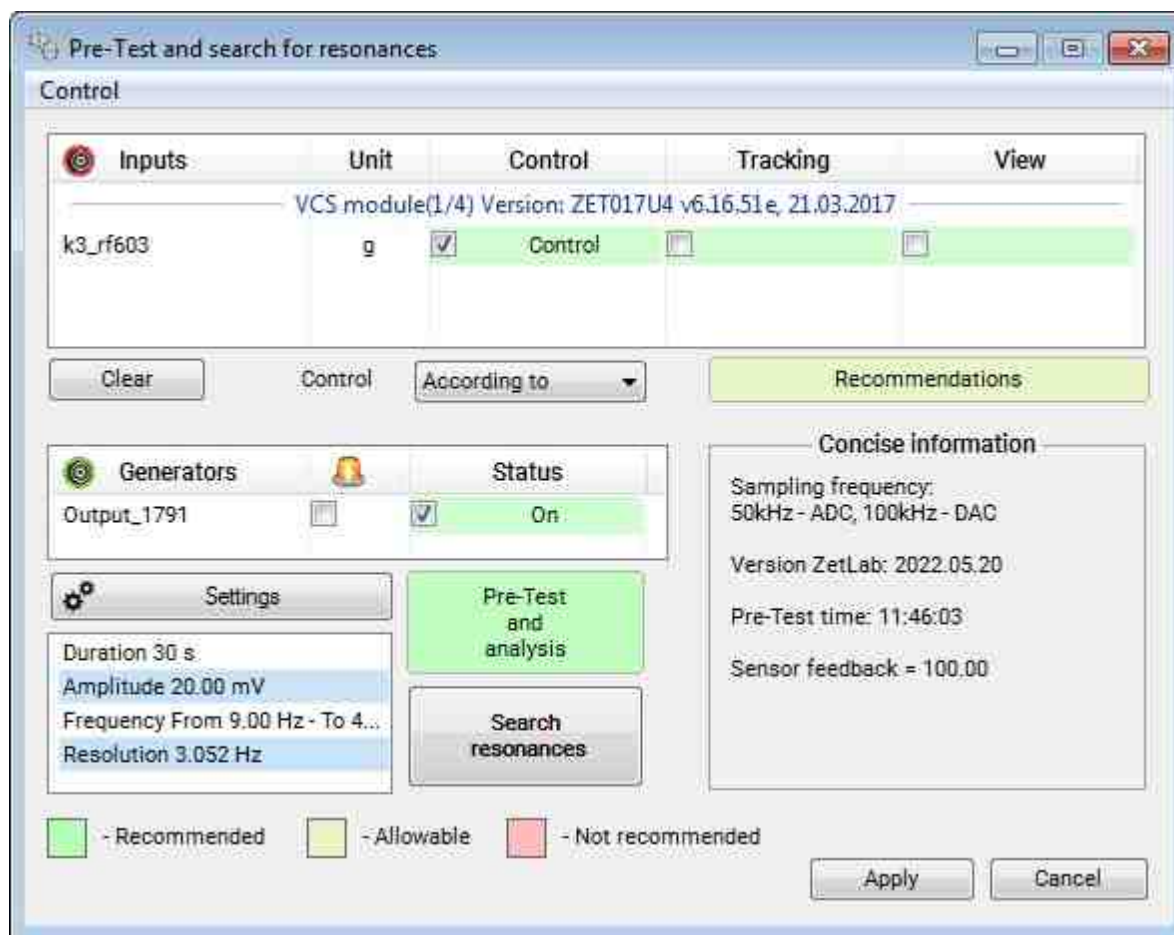 Pre-Test and search for resonances
Control
Inputs Unit Control Tracking View
VCS module(1/4) Version: ZET017U4 v6.16.51e, 21.03.2017
k3_rf603 g Control
Clear Control According to Recommendations
Generators Status
Output_1791 On
Concise information
Sampling frequency:
50kHz - ADC, 100kHz - DAC
Version ZetLab: 2022.05.20
Pre-Test time: 11:46:03
Sensor feedback = 100.00
Settings
Pre-Test
and
analysis
Duration 30 s
Amplitude 20.00 mV
Frequency From 9.00 Hz - To 4...
Resolution 3.052 Hz
Search
resonances
- Recommended - Allowable - Not recommended
Apply Cancel